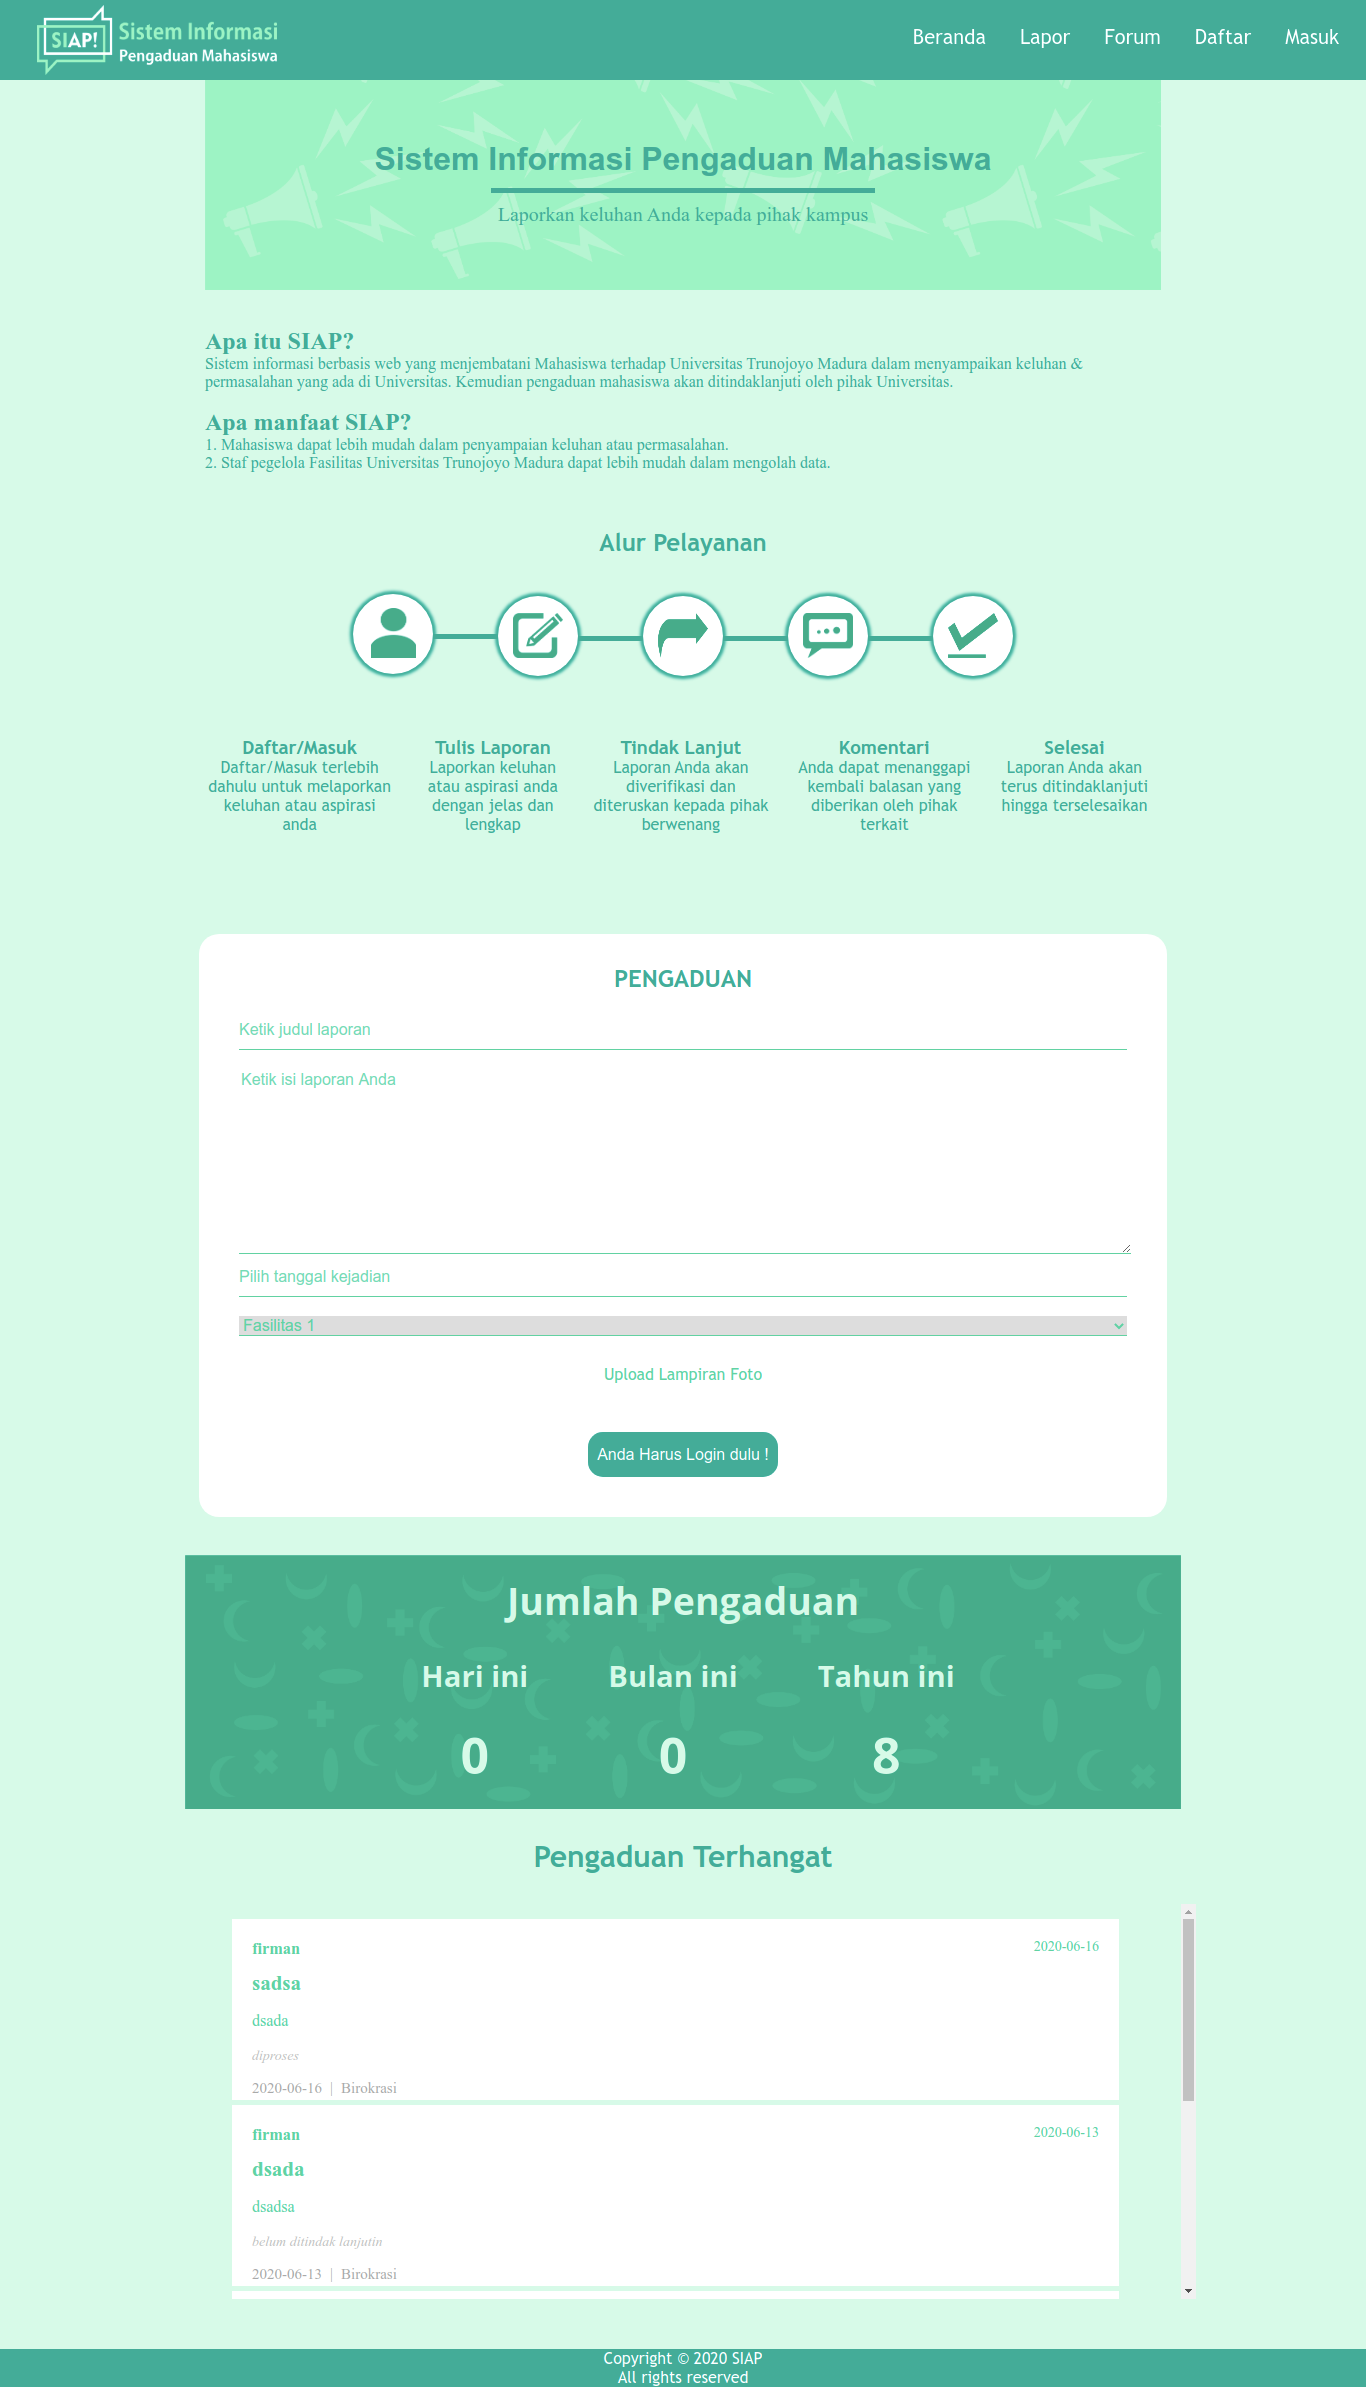 SIAP! Sistem Informasi
Pengaduan Mahasiswa
Beranda Lapor Forum Daftar Masuk
Sistem Informasi Pengaduan Mahasiswa
Laporkan keluhan Anda kepada pihak kampus
Apa itu SIAP?
Sistem informasi berbasis web yang menjembatani Mahasiswa terhadap Universitas Trunojoyo Madura dalam menyampaikan keluhan &
permasalahan yang ada di Universitas. Kemudian pengaduan mahasiswa akan ditindaklanjuti oleh pihak Universitas.
Apa manfaat SIAP?
1. Mahasiswa dapat lebih mudah dalam penyampaian keluhan atau permasalahan.
2. Staf pegelola Fasilitas Universitas Trunojoyo Madura dapat lebih mudah dalam mengolah data.
Alur Pelayanan
Daftar/Masuk
Daftar/Masuk terlebih
dahulu untuk melaporkan
keluhan atau aspirasi
anda
Tulis Laporan
Laporkan keluhan
atau aspirasi anda
dengan jelas dan
lengkap
Tindak Lanjut
Laporan Anda akan
diverifikasi dan
diteruskan kepada pihak
berwenang
Komentari
Anda dapat menanggapi
kembali balasan yang
diberikan oleh pihak
terkait
Selesai
Laporan Anda akan
terus ditindaklanjuti
hingga terselesaikan
PENGADUAN
Ketik judul laporan
Ketik isi laporan Anda
Pilih tanggal kejadian
Fasilitas 1
Upload Lampiran Foto
Anda Harus Login dulu !
Jumlah Pengaduan
Hari ini Bulan ini Tahun ini
0 0 8
Pengaduan Terhangat
firman 2020-06-16
sadsa
dsada
diproses
2020-06-16 | Birokrasi
firman 2020-06-13
dsada
dsadsa
belum ditindak lanjutin
2020-06-13 | Birokrasi
Copyright © 2020 SIAP
All rights reserved